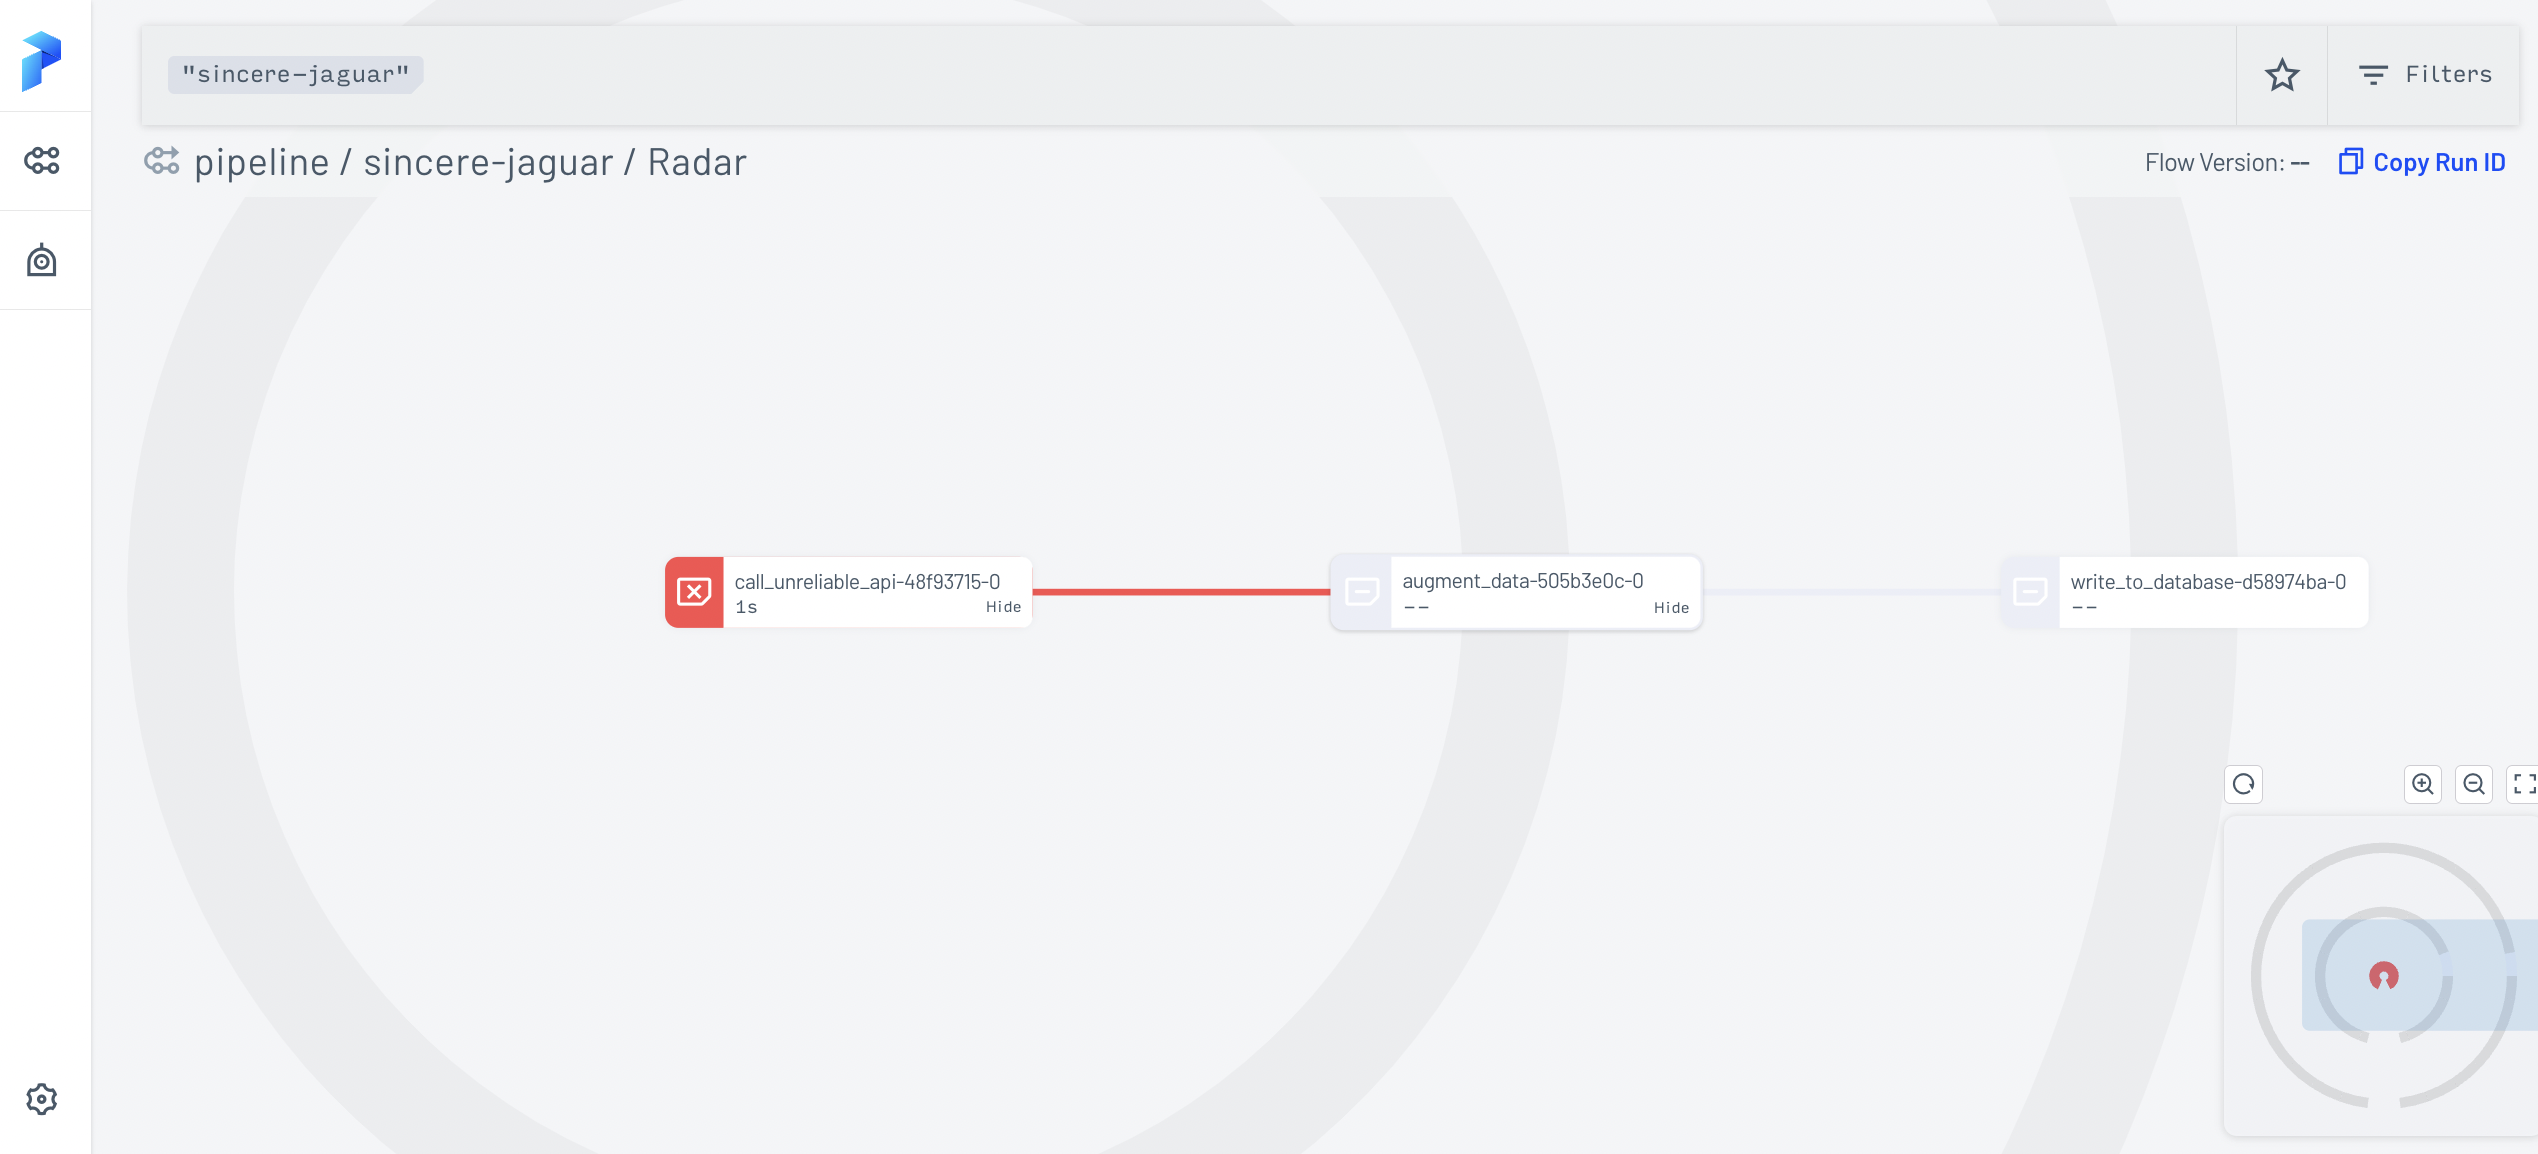 "sincere-jaguar"
Filters
pipeline / sincere-jaguar / Radar
Flow Version: --
Copy Run ID
call_unreliable_api-48f93715-0
1s
Hide
augment_data-505b3e0c-0
--
Hide
write_to_database-d58974ba-0
--